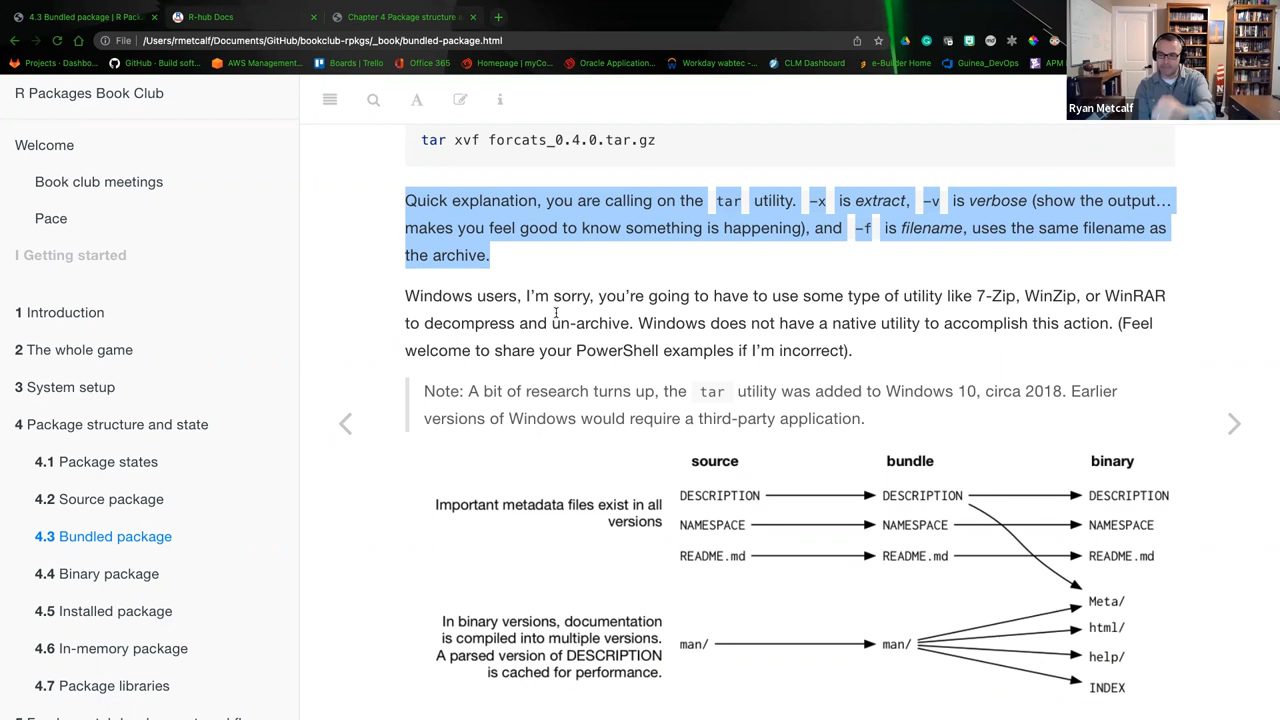 4.3 Bundled package | R Pack
R-hub Docs
Chapter 4 Package structure a
File
/Users/rmetcalf/Documents/GitHub/bookclub-rpkgs/_book/bundled-package.html
Projects · Dashbo...
GitHub · Build soft...
AWS Management...
Boards | Trello
Office 365
Homepage | myCo...
Oracle Application...
Workday wabtec -...
CLM Dashboard
e-Builder Home
Guinea_DevOps
APM
Ryan Metcalf
R Packages Book Club
Welcome
Book club meetings
Pace
I Getting started
1 Introduction
2 The whole game
3 System setup
4 Package structure and state
4.1 Package states
4.2 Source package
4.3 Bundled package
4.4 Binary package
4.5 Installed package
4.6 In-memory package
4.7 Package libraries
tar xvf forcats_0.4.0.tar.gz
Quick explanation, you are calling on the tar utility. -x is extract, -v is verbose (show the output...
makes you feel good to know something is happening), and -f is filename, uses the same filename as
the archive.
Windows users, I'm sorry, you're going to have to use some type of utility like 7-Zip, WinZip, or WinRAR
to decompress and un-archive. Windows does not have a native utility to accomplish this action. (Feel
welcome to share your PowerShell examples if I'm incorrect).
Note: A bit of research turns up, the tar utility was added to Windows 10, circa 2018. Earlier
versions of Windows would require a third-party application.
source bundle binary
Important metadata files exist in all
versions
DESCRIPTION DESCRIPTION DESCRIPTION
NAMESPACE NAMESPACE NAMESPACE
README.md README.md README.md
In binary versions, documentation
is compiled into multiple versions.
A parsed version of DESCRIPTION
is cached for performance.
man/ man/
Meta/
html/
help/
INDEX